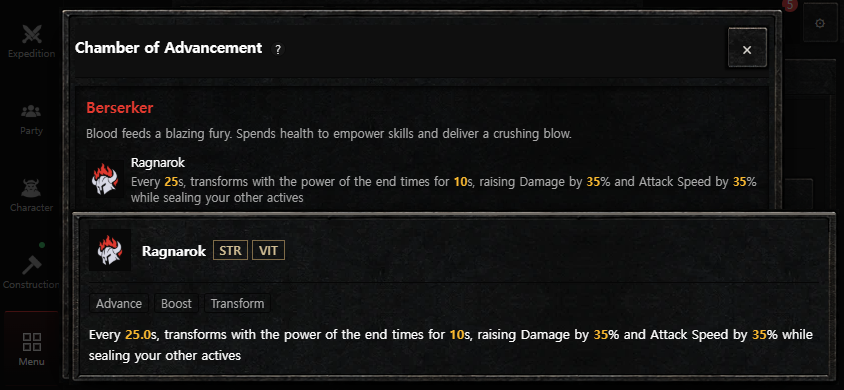 5
Expedition
Party
Character
Construction
Menu
Chamber of Advancement ?
×
Berserker
Blood feeds a blazing fury. Spends health to empower skills and deliver a crushing blow.
Ragnarok
Every 25s, transforms with the power of the end times for 10s, raising Damage by 35% and Attack Speed by 35%
while sealing your other actives
Ragnarok STR VIT
Advance Boost Transform
Every 25.0s, transforms with the power of the end times for 10s, raising Damage by 35% and Attack Speed by 35% while
sealing your other actives